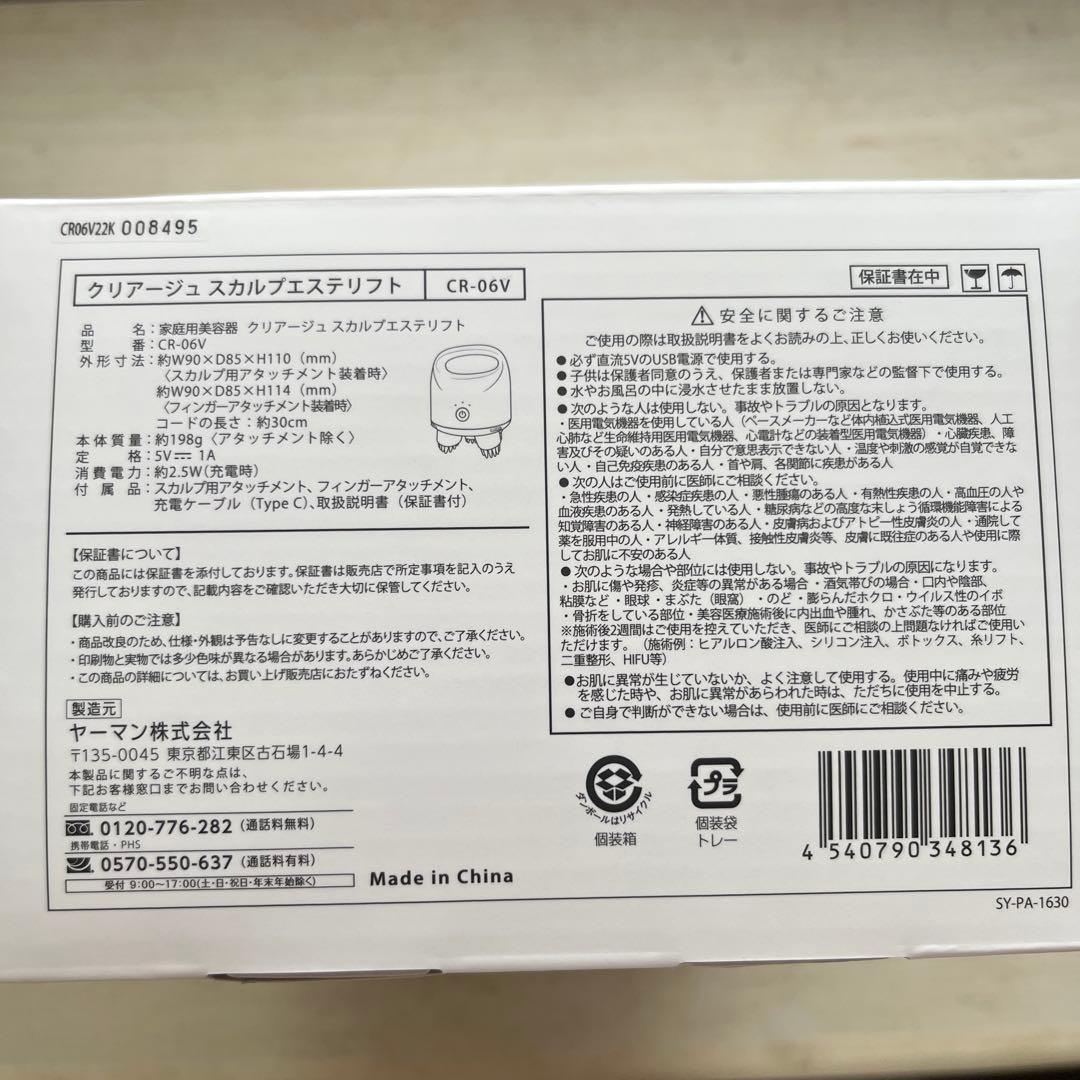 CR06V22K 008495
クリアージュ スカルプエステリフト CR-06V
品 名：家庭用美容器 クリアージュ スカルプエステリフト
型 番：CR-06V
外形寸法：約W90×D85×H110（mm）
〈スカルプ用アタッチメント装着時〉
約W90×D85×H114（mm）
〈フィンガーアタッチメント装着時〉
コードの長さ：約30cm
本体質量：約198g〈アタッチメント除く〉
定 格：5V⎓ 1A
消費電力：約2.5W（充電時）
付属品：スカルプ用アタッチメント、フィンガーアタッチメント、
充電ケーブル（Type C）、取扱説明書（保証書付）
【保証書について】
この商品には保証書を添付しております。保証書は販売店で所定事項を記入のうえ
発行しておりますので、記載内容をご確認いただき大切に保管してください。
【購入前のご注意】
・商品改良のため、仕様・外観は予告なしに変更することがありますので、ご了承ください。
・印刷物と実物では多少色味が異なる場合があります。あらかじめご了承ください。
・この商品の詳細については、お買い上げ販売店におたずねください。
製造元
ヤーマン株式会社
〒135-0045 東京都江東区古石場1-4-4
本製品に関するご不明な点は、
下記お客様窓口までお問い合わせください。
固定電話など
0120-776-282（通話料無料）
携帯電話・PHS
0570-550-637（通話料有料）
受付 9:00〜17:00(土・日・祝日・年末年始除く)
Made in China
保証書在中
⚠ 安全に関するご注意
ご使用の際は取扱説明書をよくお読みの上、正しくお使いください。
●必ず直流5VのUSB電源で使用する。
●子供は保護者同意のうえ、保護者または専門家などの監督下で使用する。
●水やお風呂の中に浸水させたまま放置しない。
●次のような人は使用しない。事故やトラブルの原因となります。
・医用電気機器を使用している人（ペースメーカーなど体内植込式医用電気機器、人工
心肺など生命維持用医用電気機器、心電計などの装着型医用電気機器）・心臓疾患、障
害及びその疑いのある人・自分で意思表示できない人・温度や刺激の感覚が自覚できな
い人・自己免疫疾患のある人・首や肩、各関節に疾患がある人
●次の人はご使用前に医師にご相談ください。
・急性疾患の人・感染症疾患の人・悪性腫瘍のある人・有熱性疾患の人・高血圧の人や
血液疾患の人・発熱している人・糖尿病などの高度な末しょう循環機能障害による
知覚障害のある人・神経障害のある人・皮膚病およびアトピー性皮膚炎の人・通院して
薬を服用中の人・アレルギー体質、接触性皮膚炎等、皮膚に既往症のある人や使用に際
してお肌に不安のある人
●次のような場合や部位には使用しない。事故やトラブルの原因になります。
・お肌に傷や発疹、炎症等の異常がある場合・酒気帯びの場合・口内や陰部、
粘膜など・眼球・まぶた（眼窩）・のど・膨らんだホクロ・ウイルス性のイボ
・骨折をしている部位・美容医療施術後に内出血や腫れ、かさぶた等のある部位
※施術後2週間はご使用を控えていただき、医師にご相談の上問題なければご使用い
ただけます。（施術例：ヒアルロン酸注入、シリコン注入、ボトックス、糸リフト、
二重整形、HIFU等）
●お肌に異常が生じていないか、よく注意して使用する。使用中に痛みや疲労
を感じた時や、お肌に異常があらわれた時は、ただちに使用を中止する。
●ご自身で判断ができない場合は、使用前に医師にご相談ください。
ダンボールはリサイクル
個装箱
プラ
個装袋
トレー
4 540790 348136
SY-PA-1630